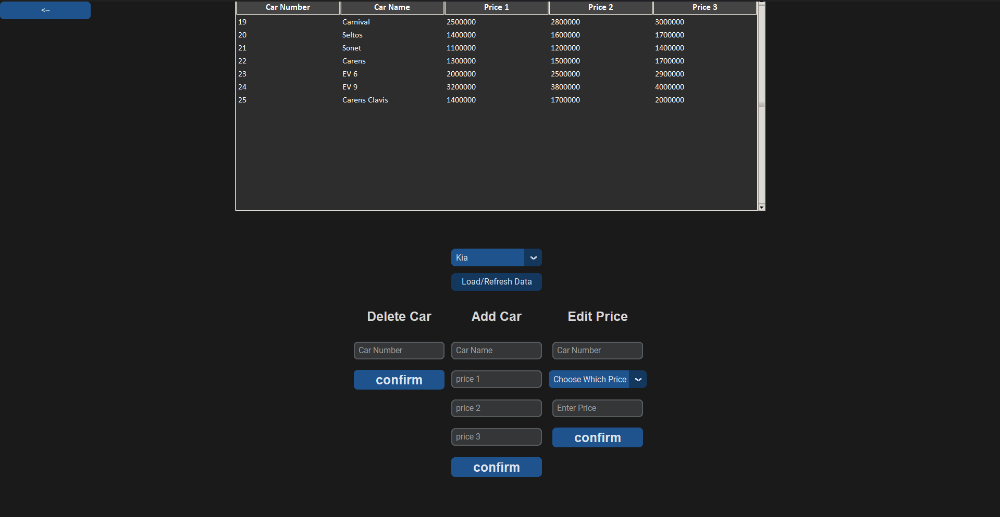 <--
Car Number Car Name Price 1 Price 2 Price 3
19 Carnival 2500000 2800000 3000000
20 Seltos 1400000 1600000 1700000
21 Sonet 1100000 1200000 1400000
22 Carens 1300000 1500000 1700000
23 EV 6 2000000 2500000 2900000
24 EV 9 3200000 3800000 4000000
25 Carens Clavis 1400000 1700000 2000000
Kia
Load/Refresh Data
Delete Car Add Car Edit Price
Car Number Car Name Car Number
confirm price 1 Choose Which Price
price 2 Enter Price
price 3 confirm
confirm